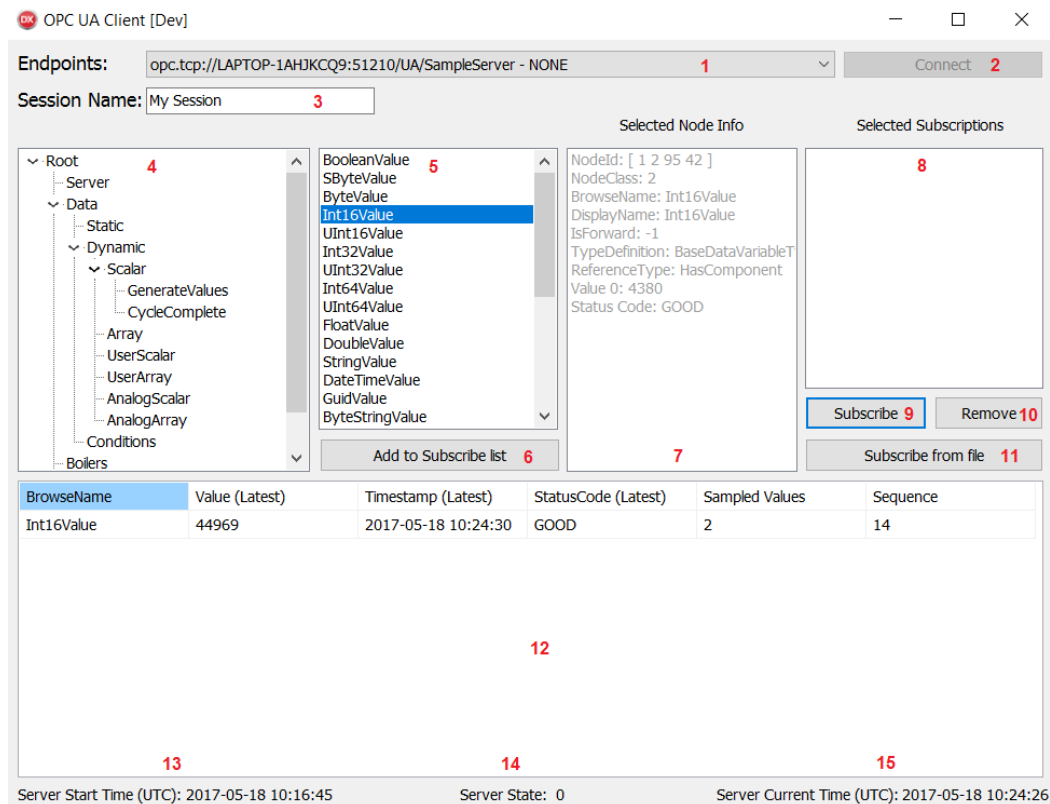 DX OPC UA Client [Dev]
Endpoints: opc.tcp://LAPTOP-1AHJKCQ9:51210/UA/SampleServer - NONE 1 Connect 2
Session Name: My Session 3
Selected Node Info Selected Subscriptions
Root 4
Server
Data
Static
Dynamic
Scalar
GenerateValues
CycleComplete
Array
UserScalar
UserArray
AnalogScalar
AnalogArray
Conditions
Boilers
BooleanValue 5
SByteValue
ByteValue
Int16Value
UInt16Value
Int32Value
UInt32Value
Int64Value
UInt64Value
FloatValue
DoubleValue
StringValue
DateTimeValue
GuidValue
ByteStringValue
Add to Subscribe list 6
NodeId: [ 1 2 95 42 ]
NodeClass: 2
BrowseName: Int16Value
DisplayName: Int16Value
IsForward: -1
TypeDefinition: BaseDataVariableT
ReferenceType: HasComponent
Value 0: 4380
Status Code: GOOD
7
8
Subscribe 9 Remove 10
Subscribe from file 11
BrowseName Value (Latest) Timestamp (Latest) StatusCode (Latest) Sampled Values Sequence
Int16Value 44969 2017-05-18 10:24:30 GOOD 2 14
12
13 14 15
Server Start Time (UTC): 2017-05-18 10:16:45 Server State: 0 Server Current Time (UTC): 2017-05-18 10:24:26